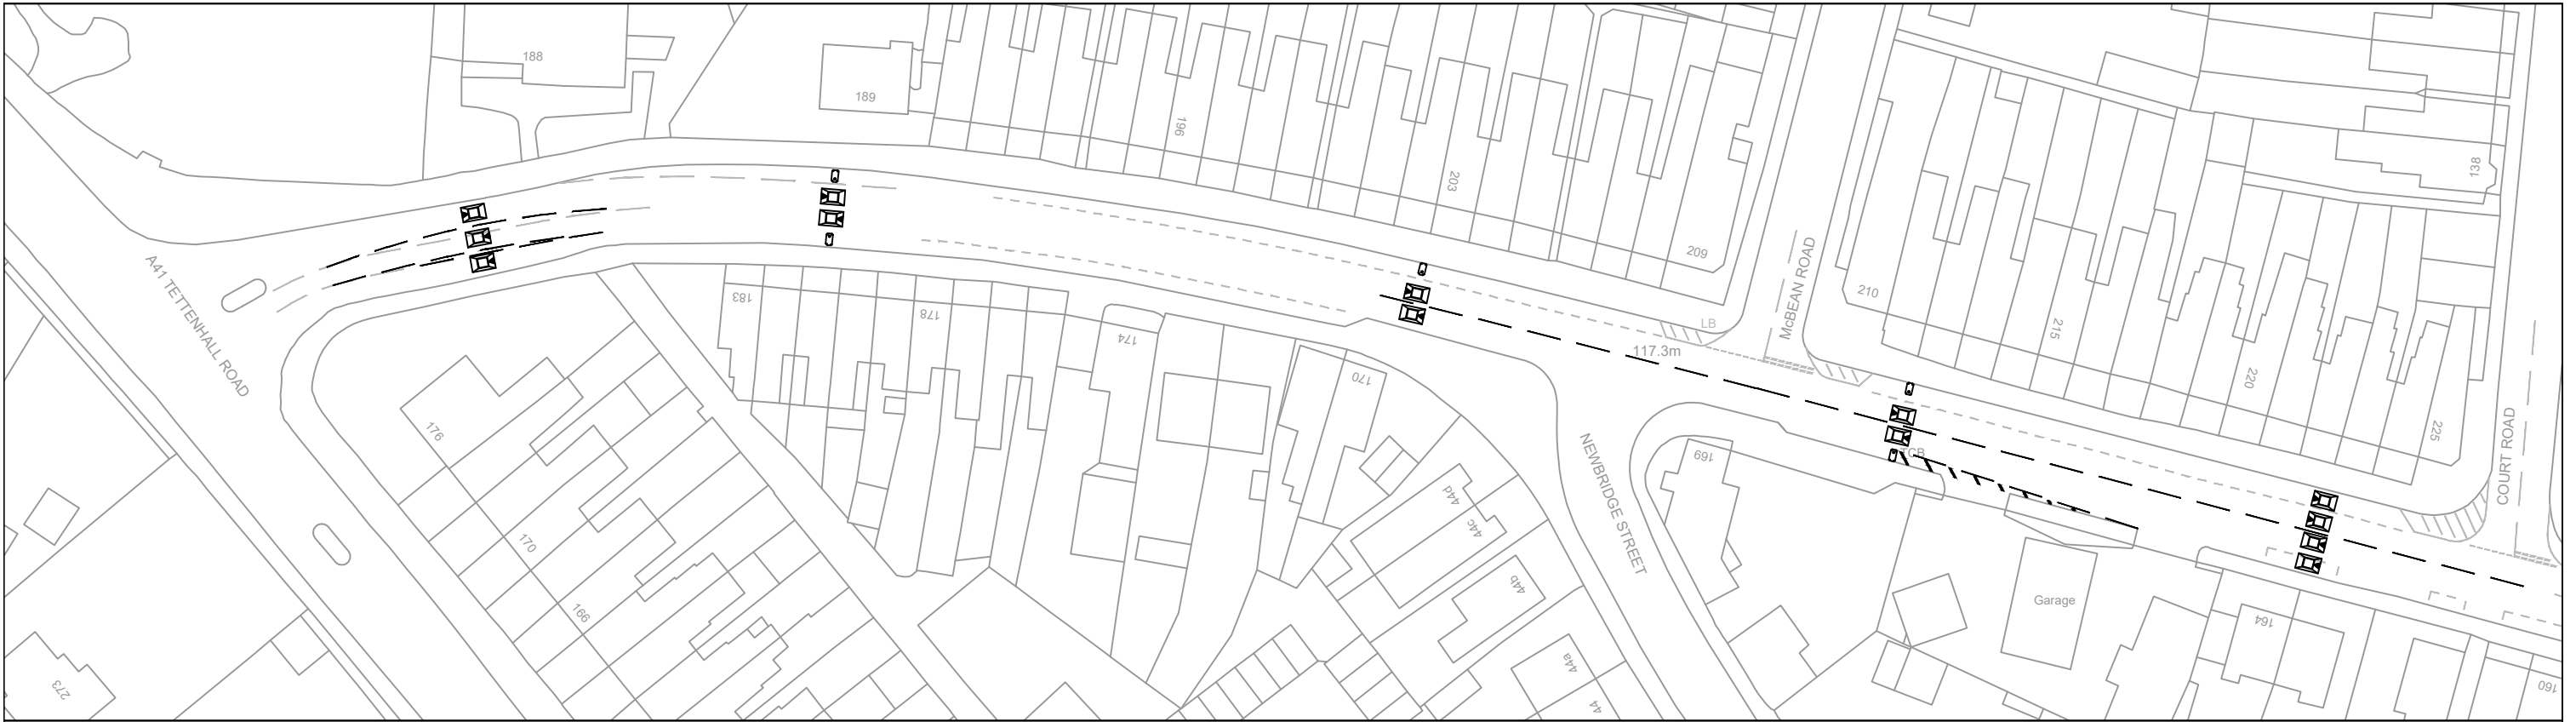 188
189
196
203
209
210
215
220
225
138
McBEAN ROAD
COURT ROAD
LB
117.3m
A41 TETTENHALL ROAD
183
178
174
170
176
170
166
273
NEWBRIDGE STREET
169
TCB
44d
44c
44b
44a
44
Garage
164
160